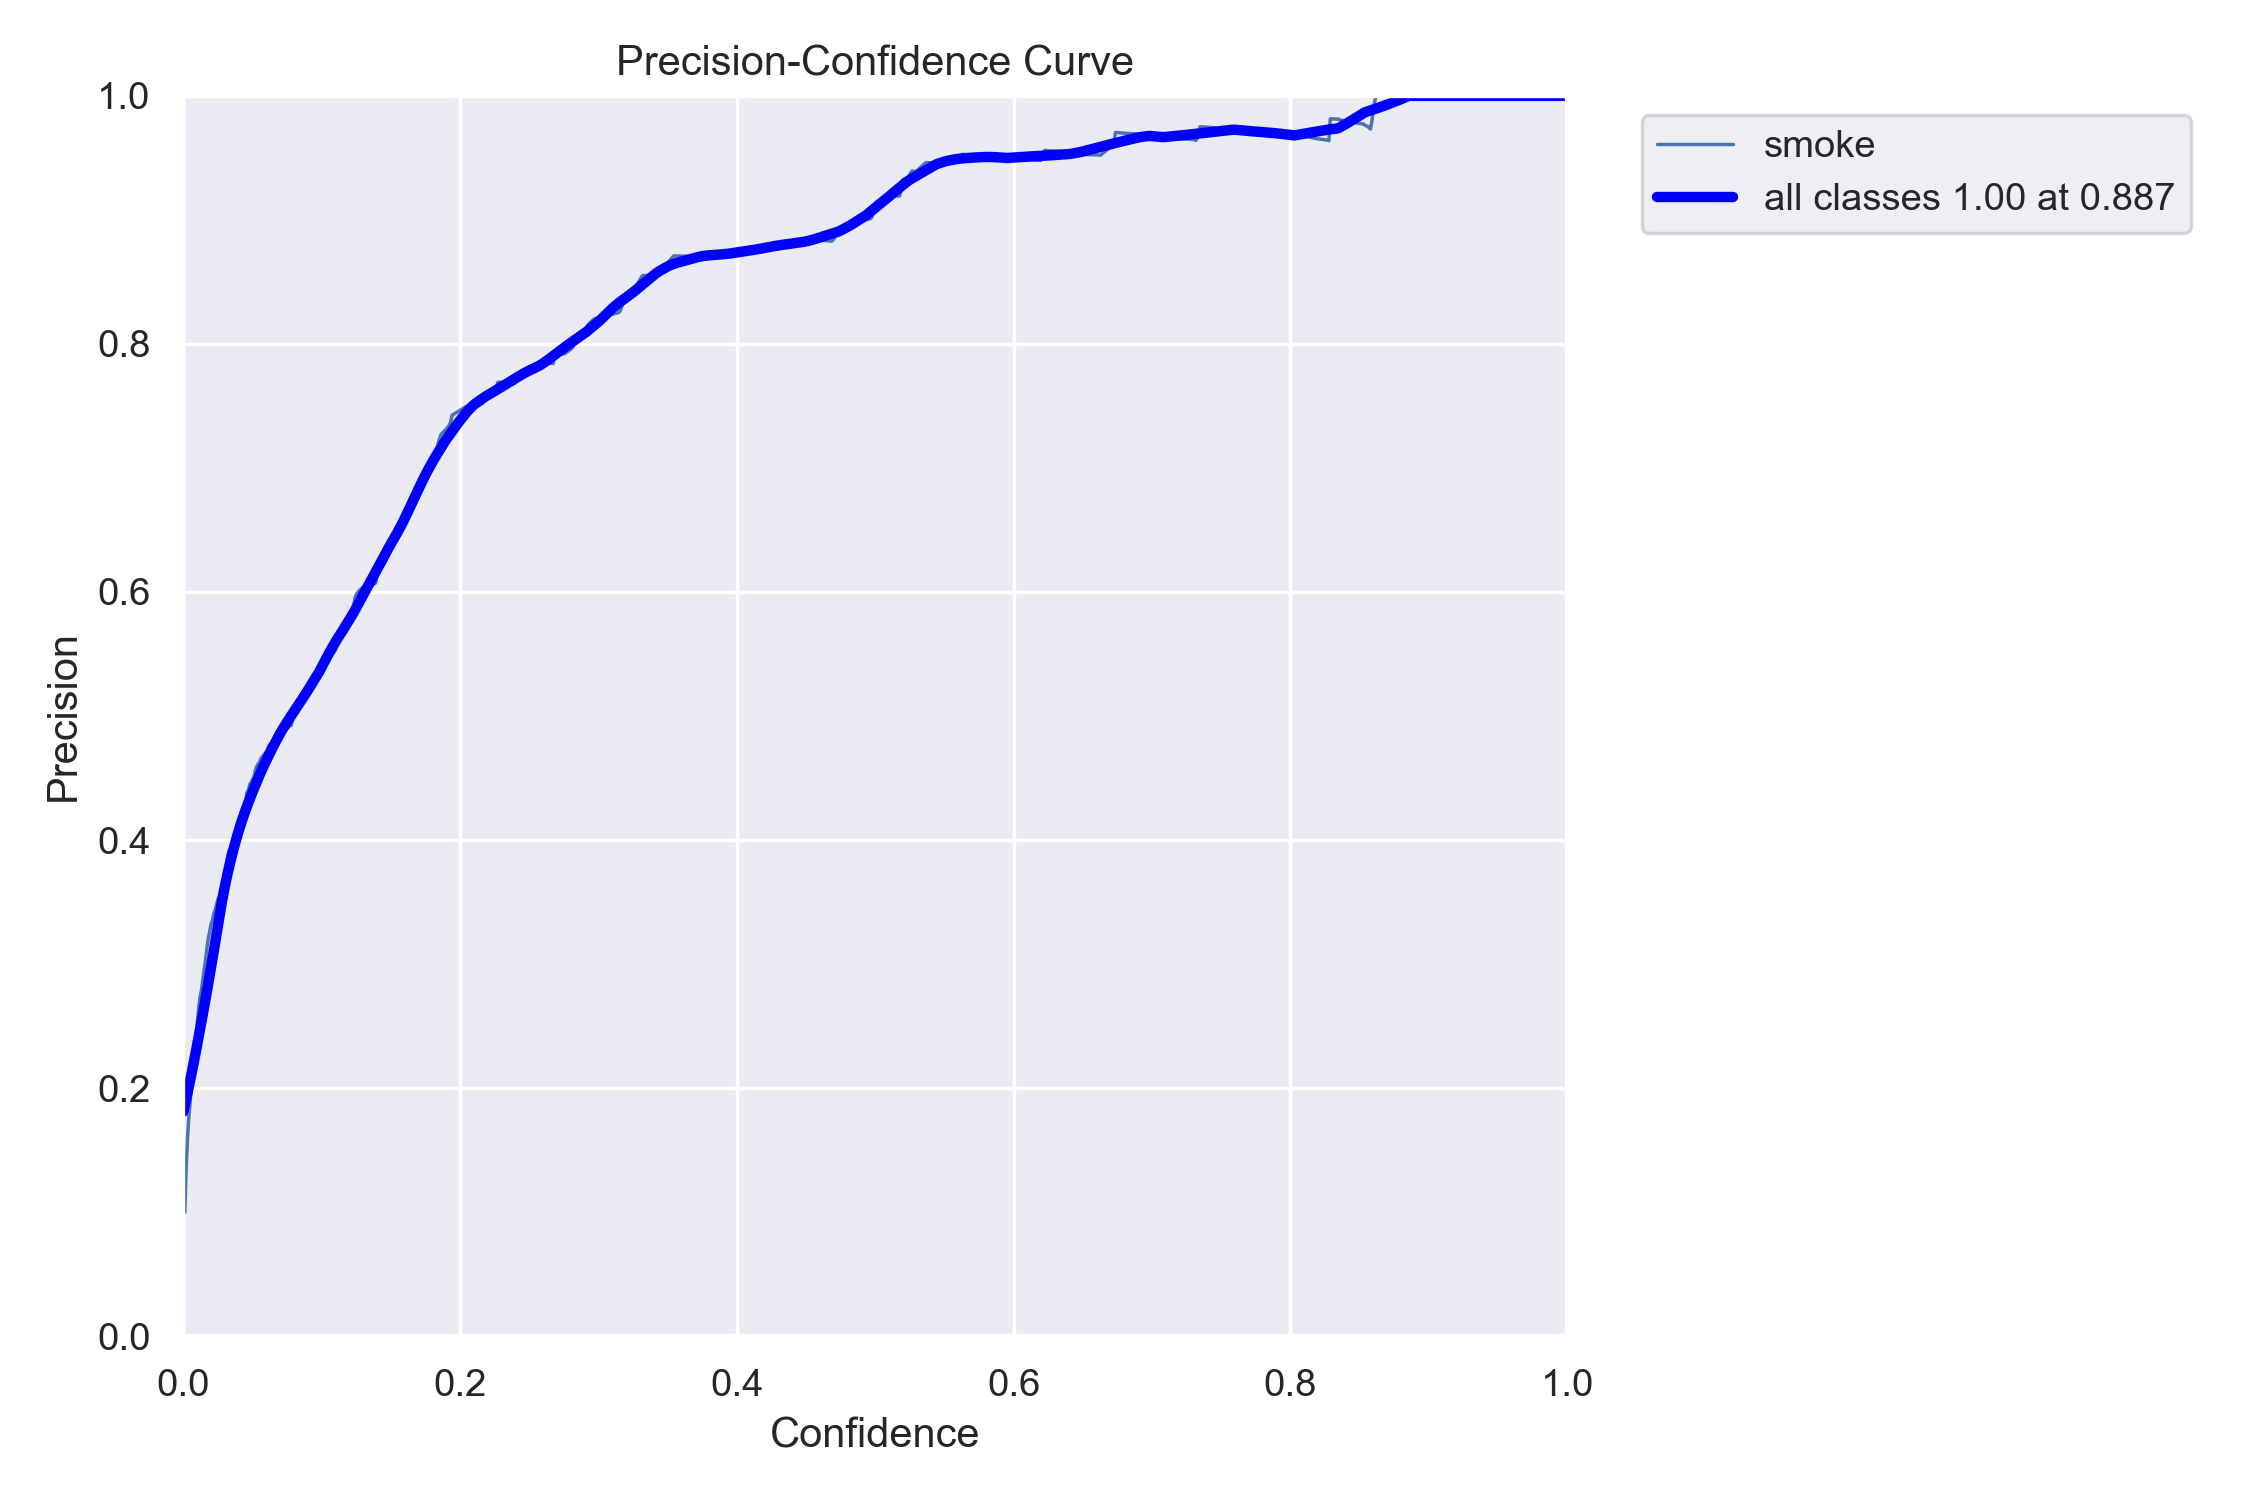 Precision-Confidence Curve
1.0
0.8
0.6
0.4
0.2
0.0
Precision
0.0 0.2 0.4 0.6 0.8 1.0
Confidence
smoke
all classes 1.00 at 0.887